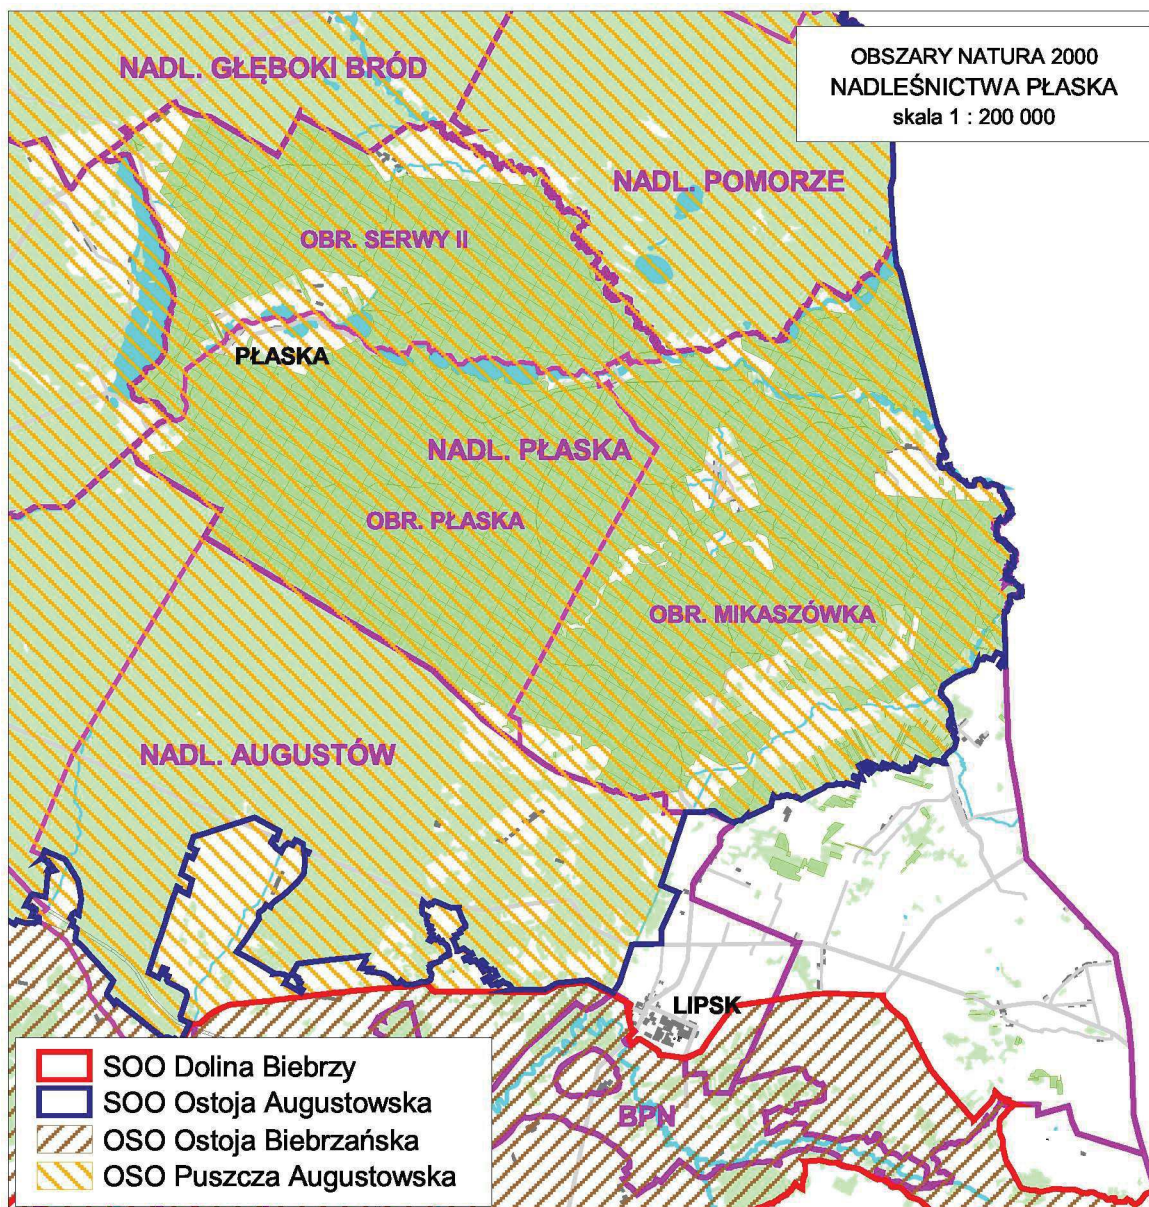 OBSZARY NATURA 2000
NADLEŚNICTWA PŁASKA
skala 1 : 200 000
NADL. GŁĘBOKI BRÓD
NADL. POMORZE
OBR. SERWY II
PŁASKA
NADL. PŁASKA
OBR. PŁASKA
OBR. MIKASZÓWKA
NADL. AUGUSTÓW
LIPSK
BPN
SOO Dolina Biebrzy
SOO Ostoja Augustowska
OSO Ostoja Biebrzańska
OSO Puszcza Augustowska